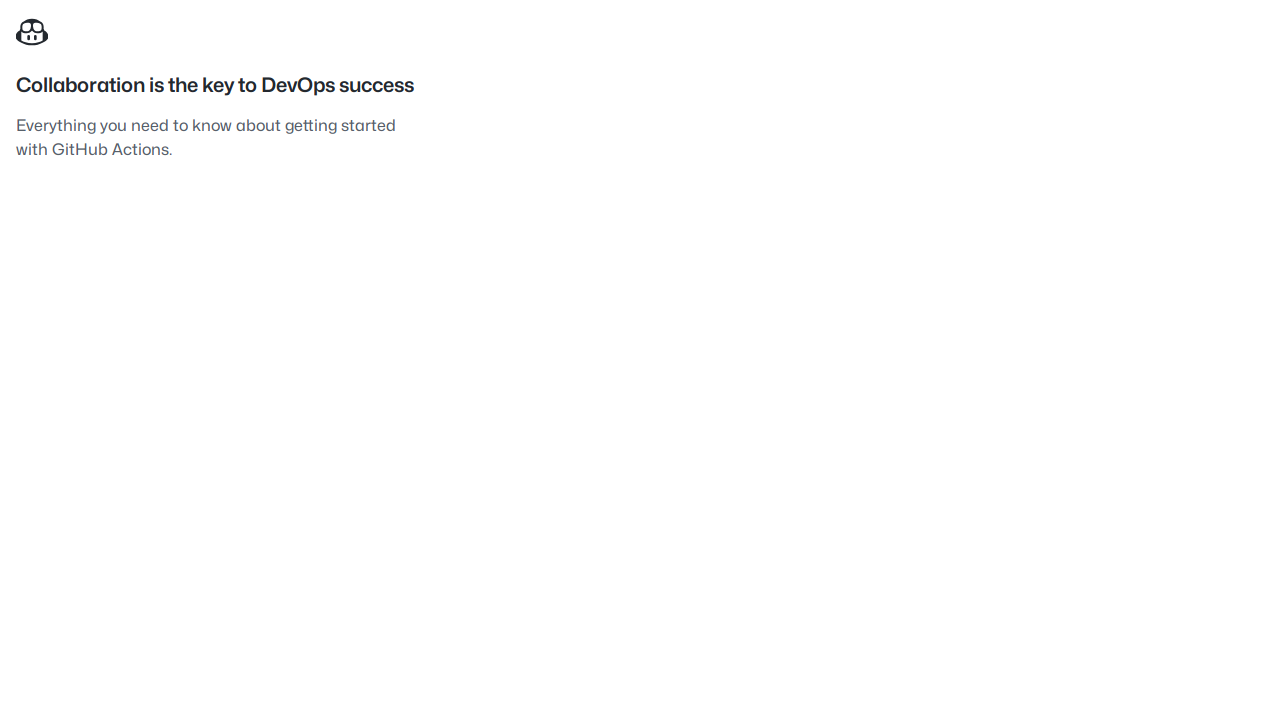 Collaboration is the key to DevOps success
Everything you need to know about getting started
with GitHub Actions.